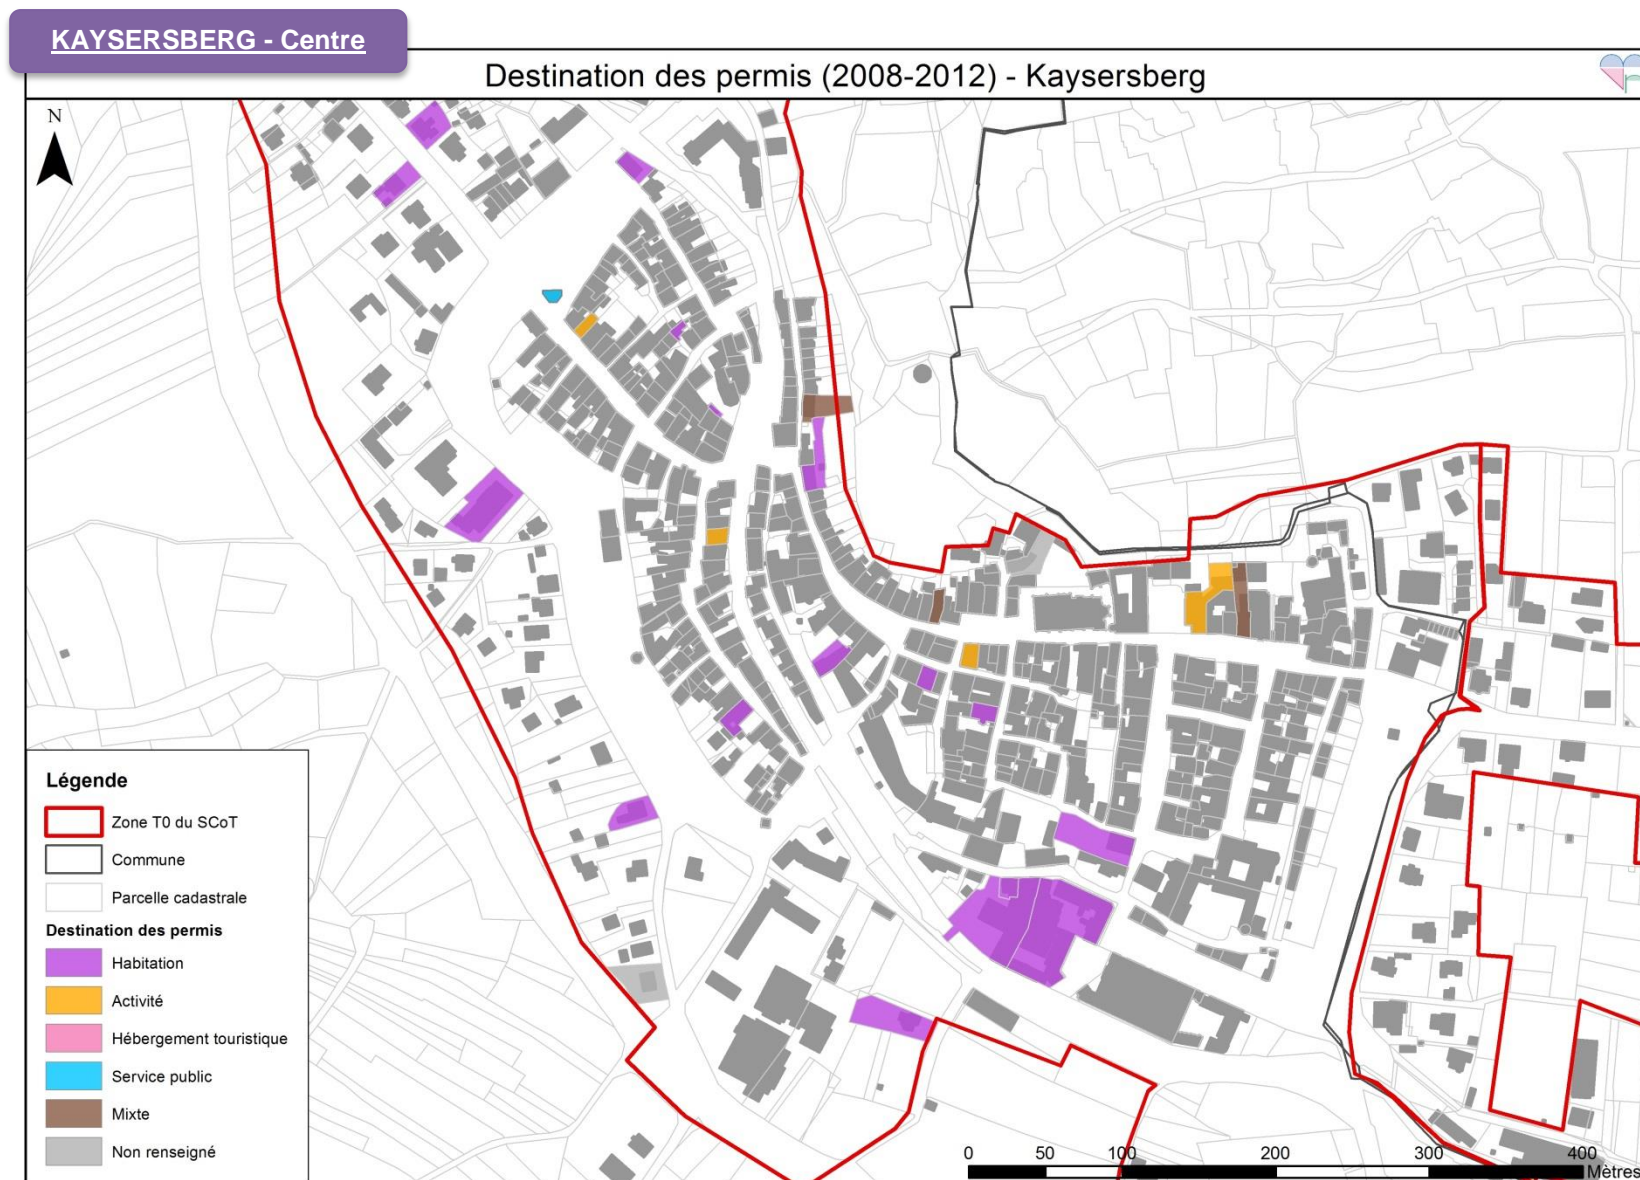 KAYSERSBERG - Centre
Destination des permis (2008-2012) - Kaysersberg
N
Légende
Zone T0 du SCoT
Commune
Parcelle cadastrale
Destination des permis
Habitation
Activité
Hébergement touristique
Service public
Mixte
Non renseigné
0 50 100 200 300 400
Mètres